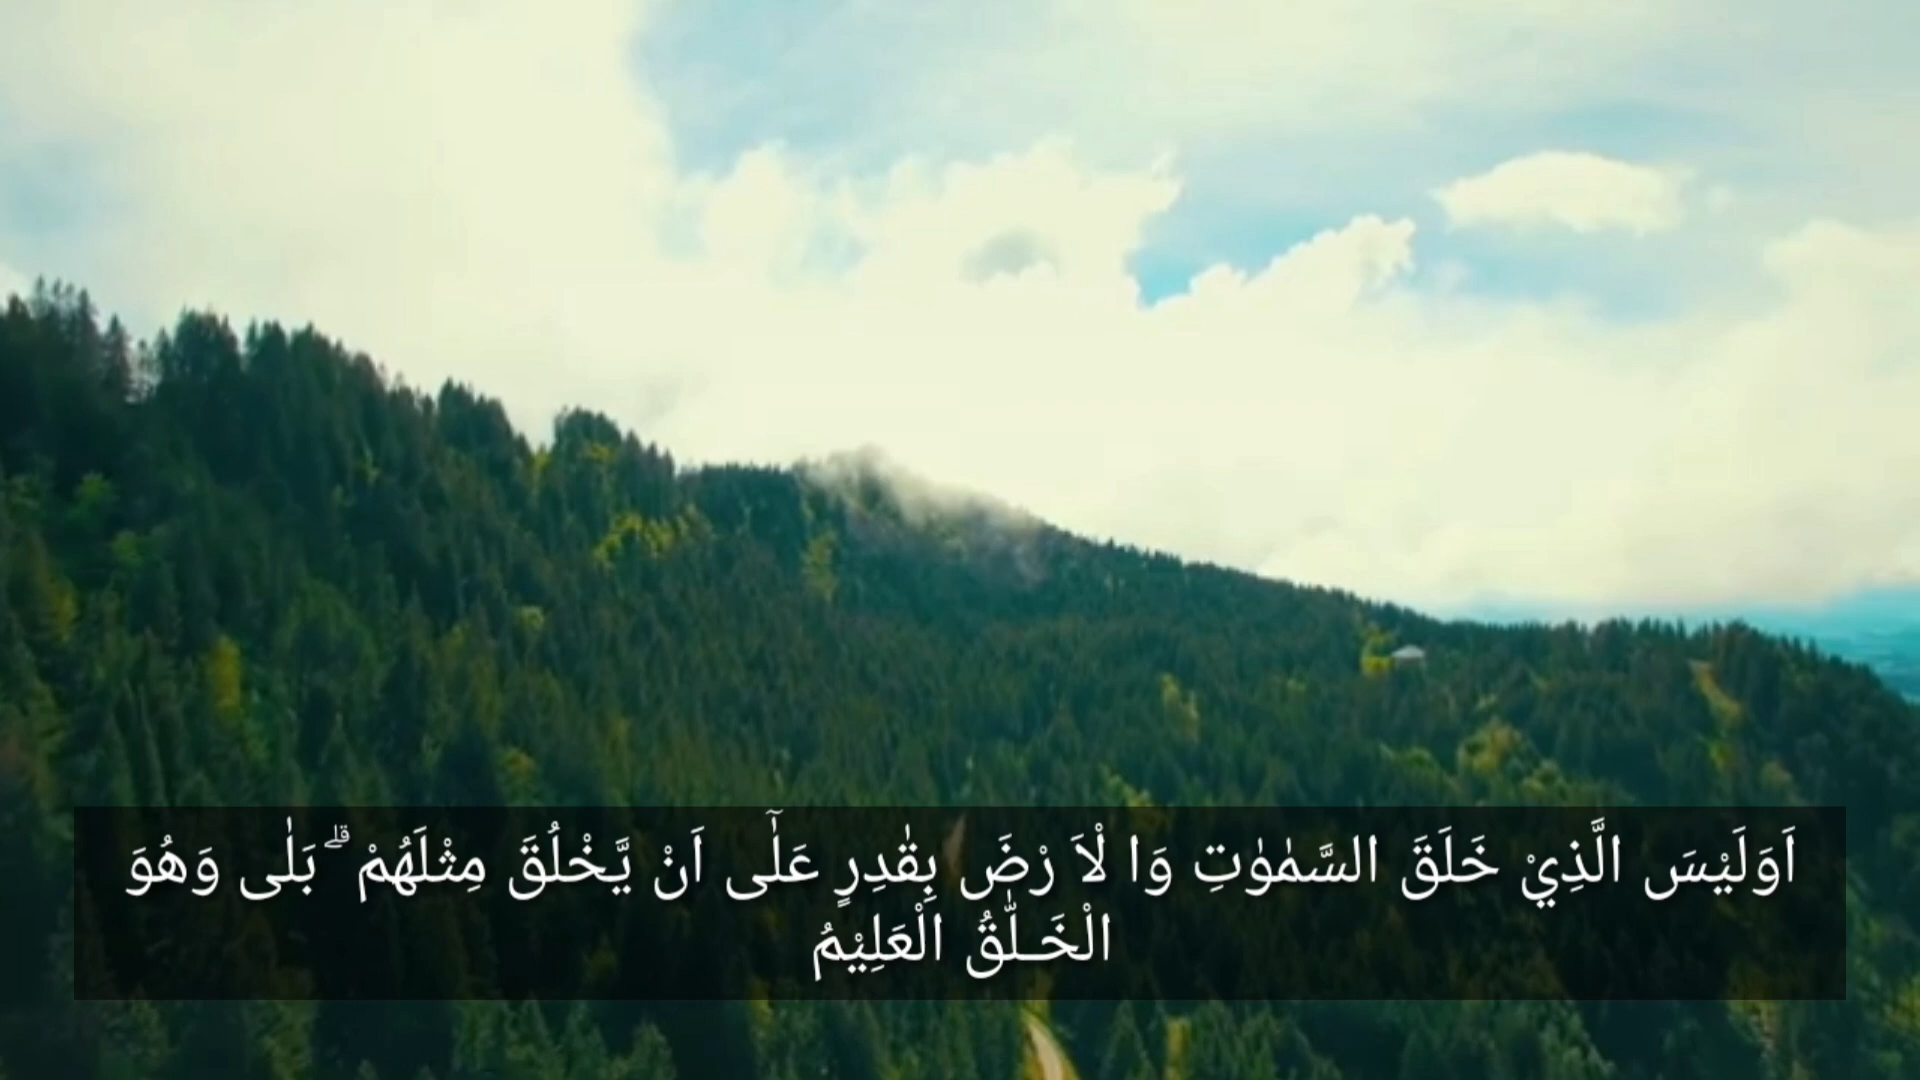 اَوَلَيْسَ الَّذِيْ خَلَقَ السَّمٰوٰتِ وَا لْاَ رْضَ بِقٰدِرٍ عَلٰۤى اَنْ يَّخْلُقَ مِثْلَهُمْ ۗ بَلٰى وَهُوَ
الْخَـلّٰقُ الْعَلِيْمُ